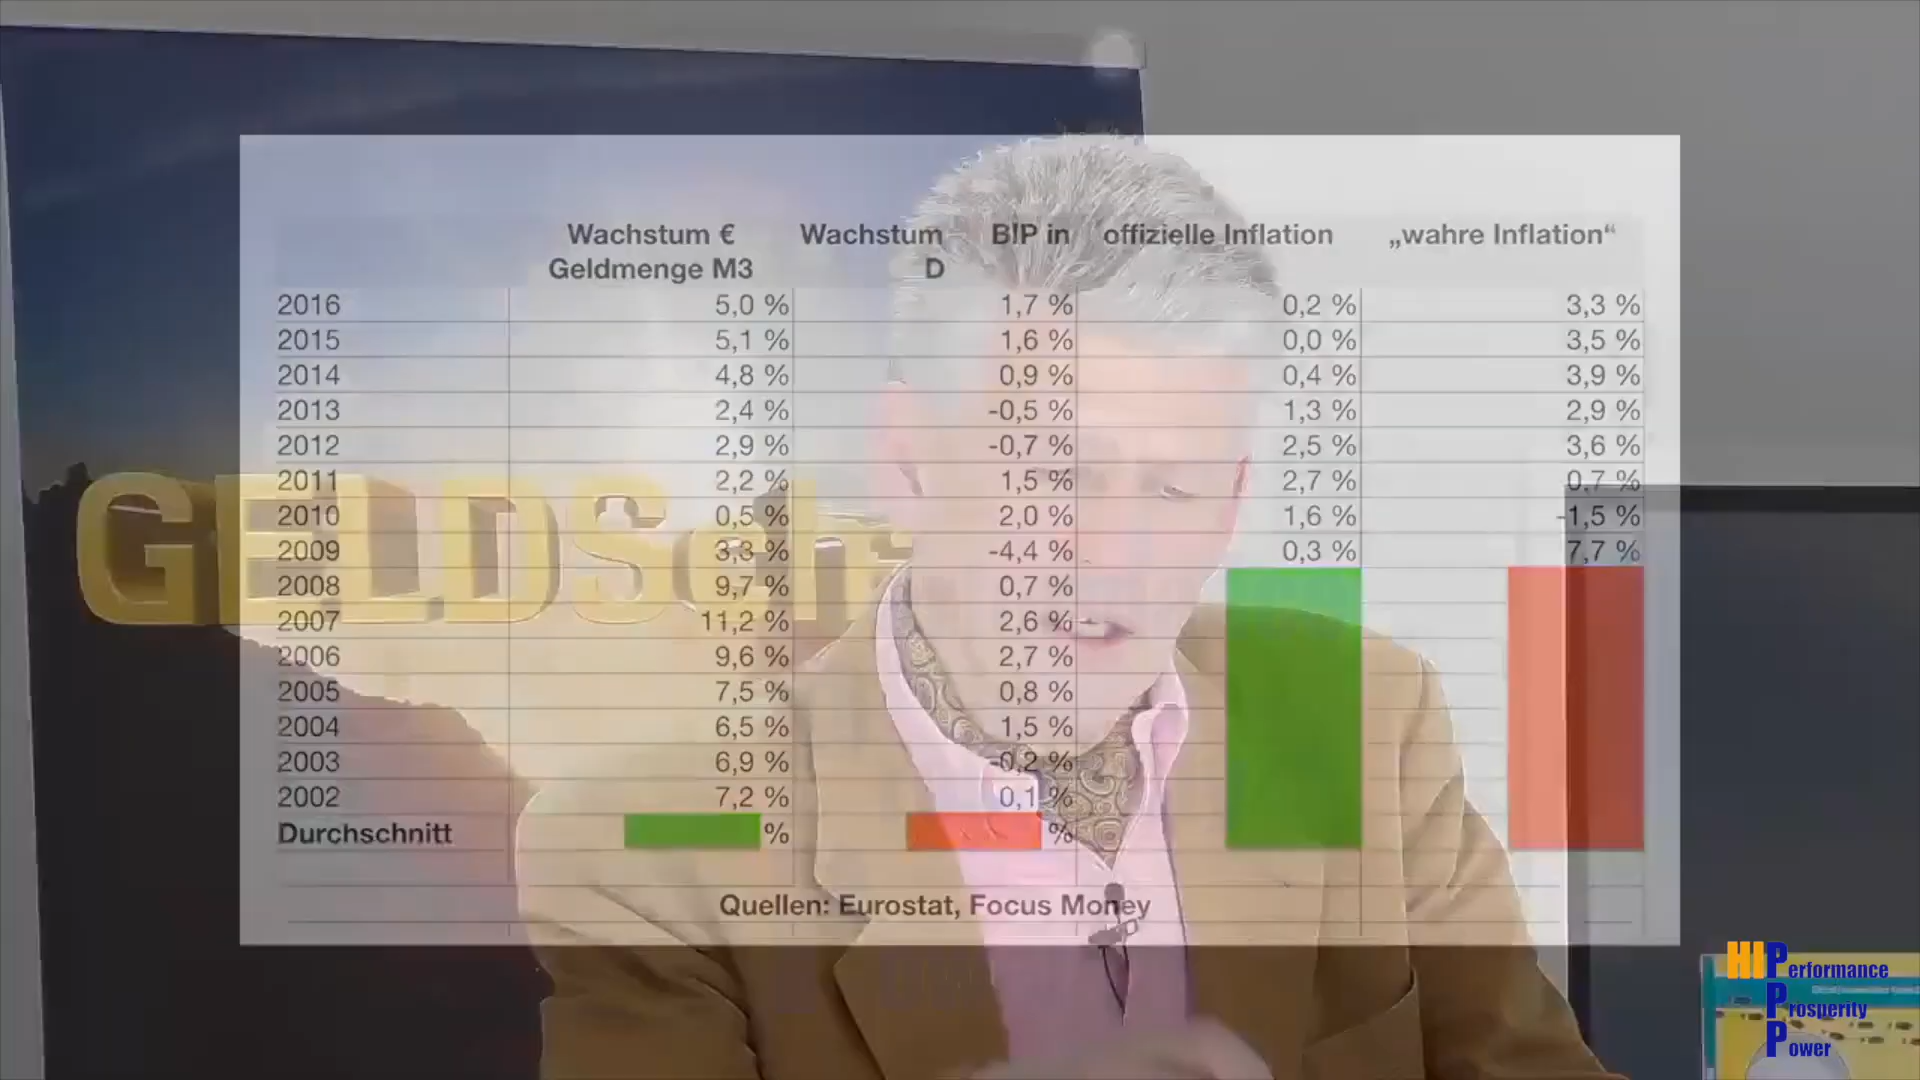 Wachstum € Wachstum BIP in offizielle Inflation „wahre Inflation“
Geldmenge M3 D
2016 5,0 % 1,7 % 0,2 % 3,3 %
2015 5,1 % 1,6 % 0,0 % 3,5 %
2014 4,8 % 0,9 % 0,4 % 3,9 %
2013 2,4 % -0,5 % 1,3 % 2,9 %
2012 2,9 % -0,7 % 2,5 % 3,6 %
2011 2,2 % 1,5 % 2,7 % 0,7 %
2010 0,5 % 2,0 % 1,6 % -1,5 %
2009 3,3 % -4,4 % 0,3 % 7,7 %
2008 9,7 % 0,7 %
2007 11,2 % 2,6 %
2006 9,6 % 2,7 %
2005 7,5 % 0,8 %
2004 6,5 % 1,5 %
2003 6,9 % -0,2 %
2002 7,2 % 0,1 %
Durchschnitt % %
Quellen: Eurostat, Focus Money
GELDSch
HIPerformance
Prosperity
Power